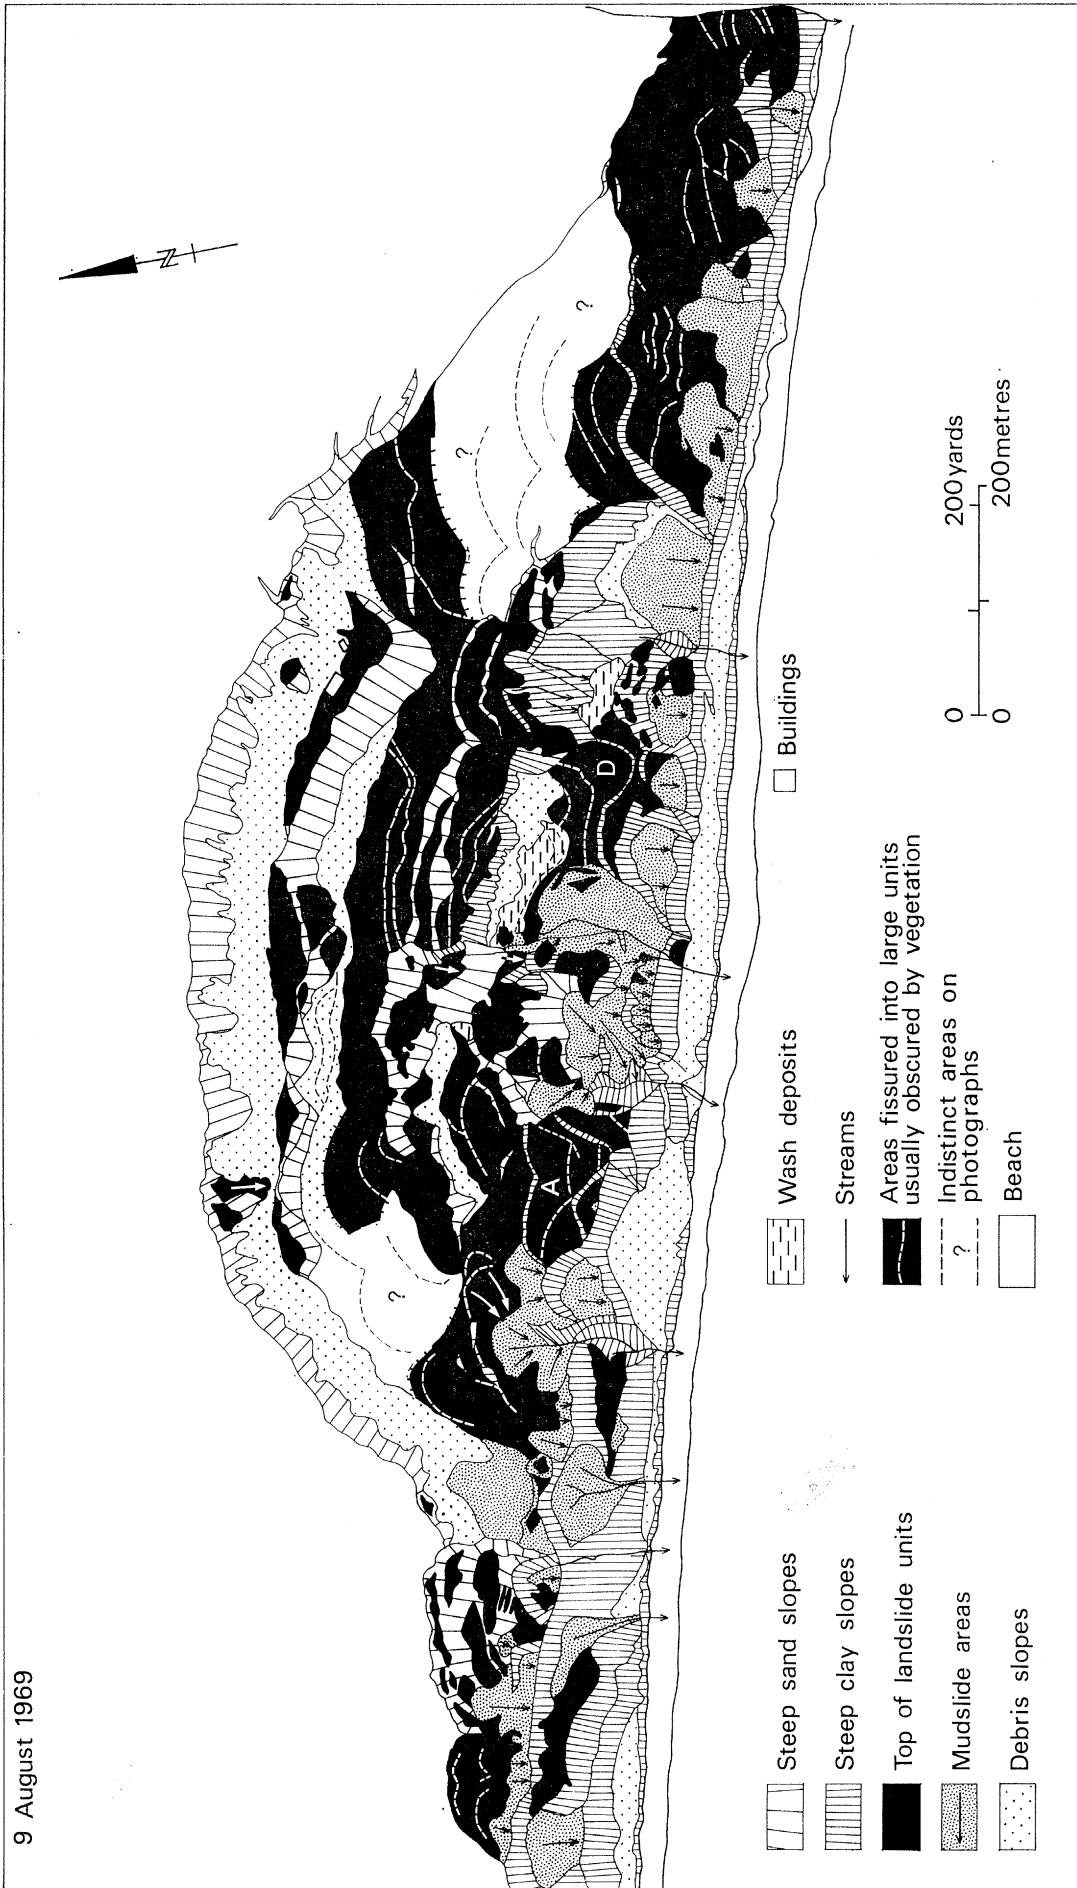 9 August 1969
N
?
?
?
A
D
Steep sand slopes
Steep clay slopes
Top of landslide units
Mudslide areas
Debris slopes
Wash deposits
Streams
Areas fissured into large units
usually obscured by vegetation
?
Indistinct areas on
photographs
Beach
Buildings
0 200 yards
0 200 metres